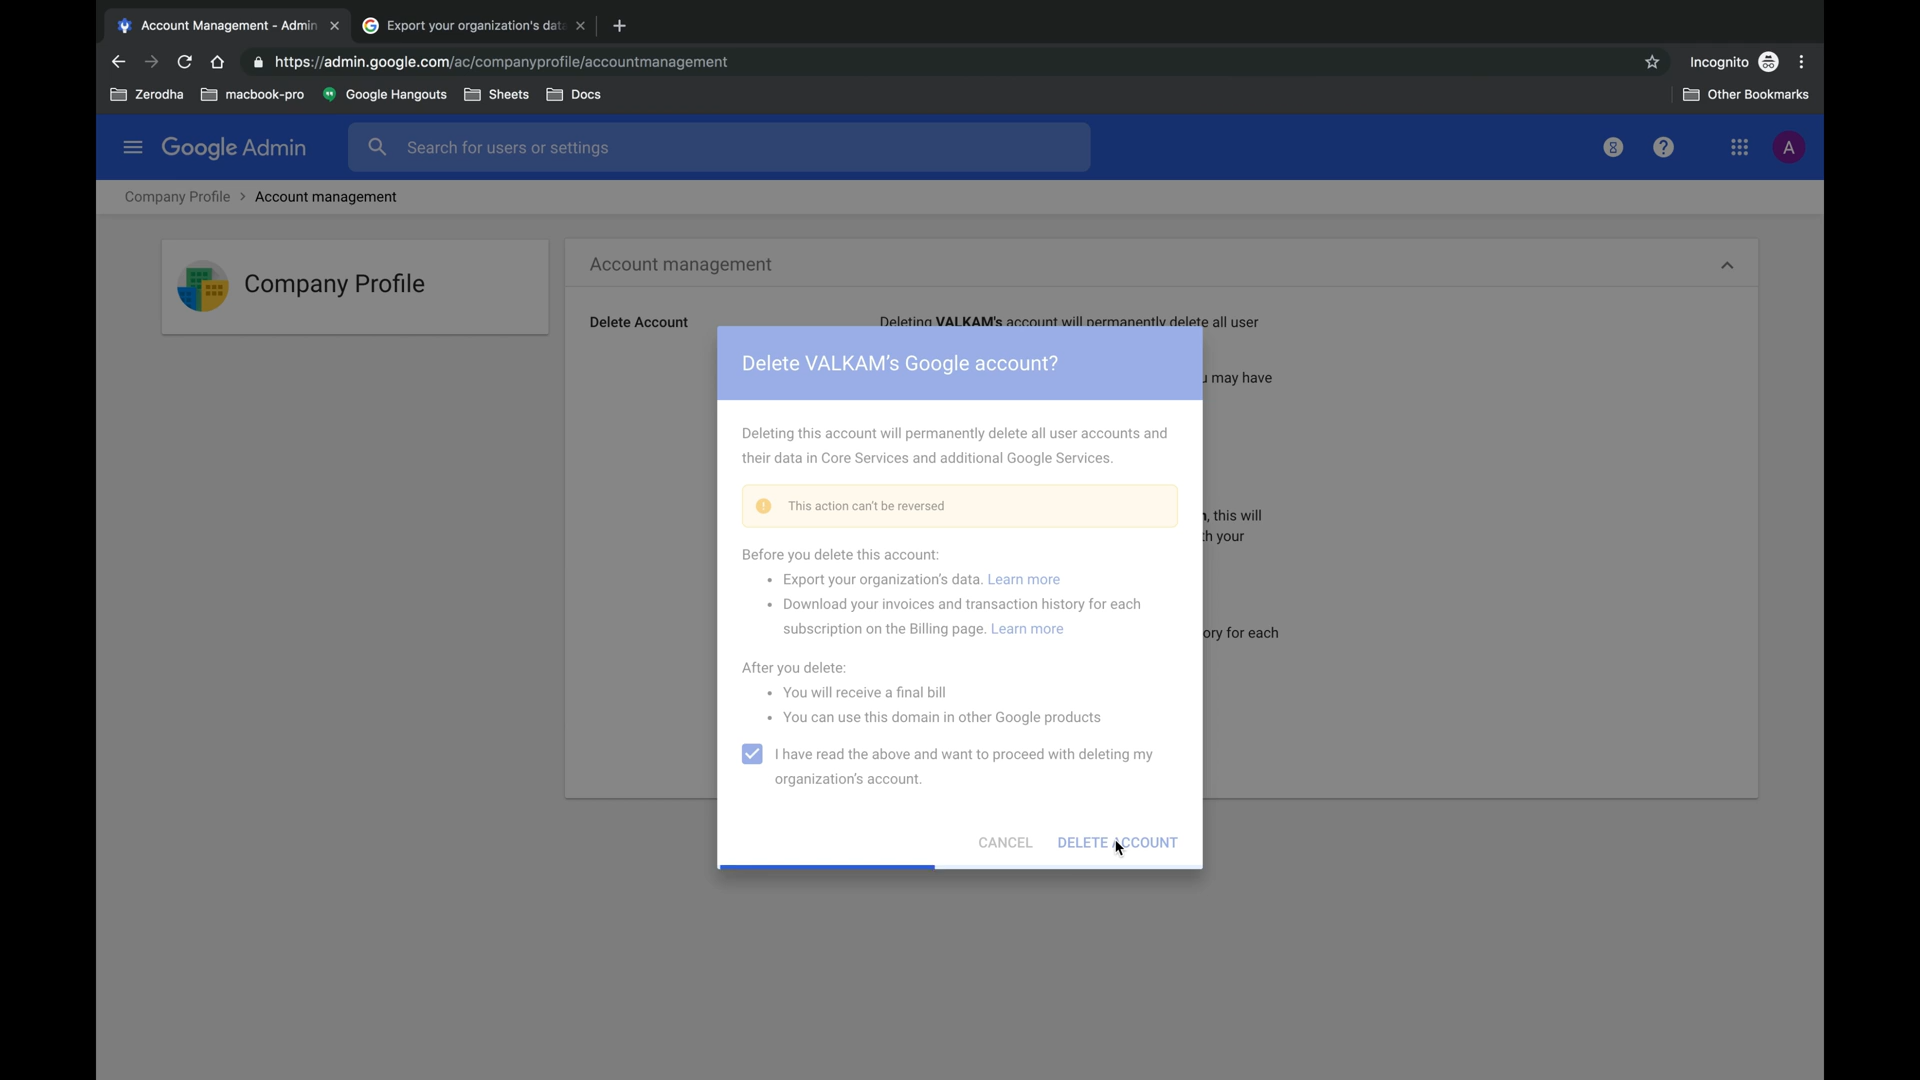 Account Management - Admin
Export your organization's data
https://admin.google.com/ac/companyprofile/accountmanagement
Incognito
Zerodha
macbook-pro
Google Hangouts
Sheets
Docs
Other Bookmarks
Google Admin
Search for users or settings
A
Company Profile > Account management
Company Profile
Account management
Delete Account
Deleting VALKAM's account will permanently delete all user
u may have
n, this will
th your
ory for each
Delete VALKAM’s Google account?
Deleting this account will permanently delete all user accounts and
their data in Core Services and additional Google Services.
This action can't be reversed
Before you delete this account:
• Export your organization's data. Learn more
• Download your invoices and transaction history for each
subscription on the Billing page. Learn more
After you delete:
• You will receive a final bill
• You can use this domain in other Google products
I have read the above and want to proceed with deleting my
organization's account.
CANCEL
DELETE ACCOUNT